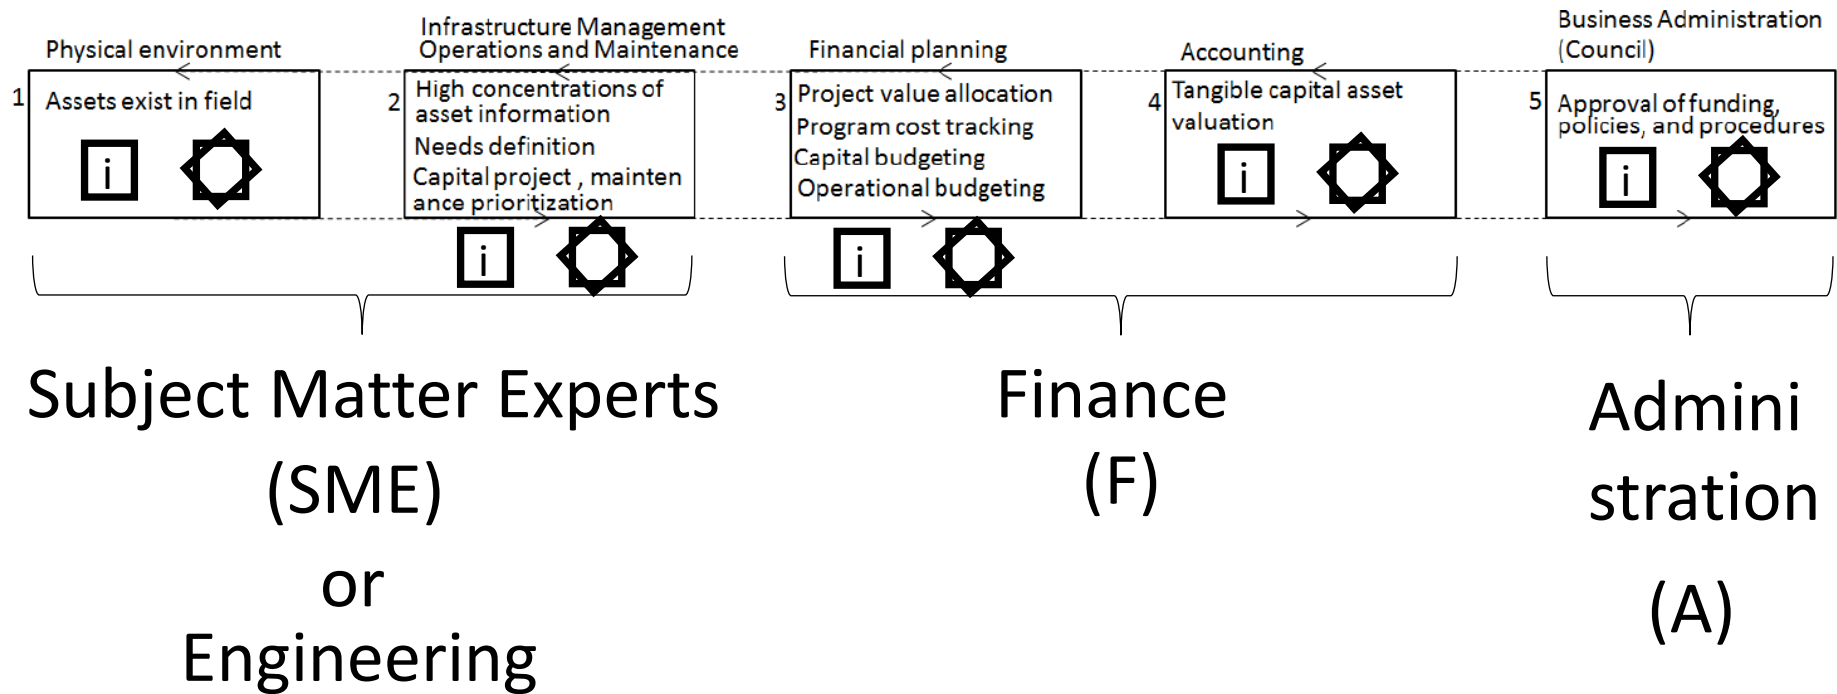 Physical environment
1
Assets exist in field
i
Infrastructure Management
Operations and Maintenance
2
High concentrations of
asset information
Needs definition
Capital project , mainten
ance prioritization
i
Financial planning
3
Project value allocation
Program cost tracking
Capital budgeting
Operational budgeting
i
Accounting
4
Tangible capital asset
valuation
i
Business Administration
(Council)
5
Approval of funding,
policies, and procedures
i
Subject Matter Experts
(SME)
or
Engineering
Finance
(F)
Admini
stration
(A)